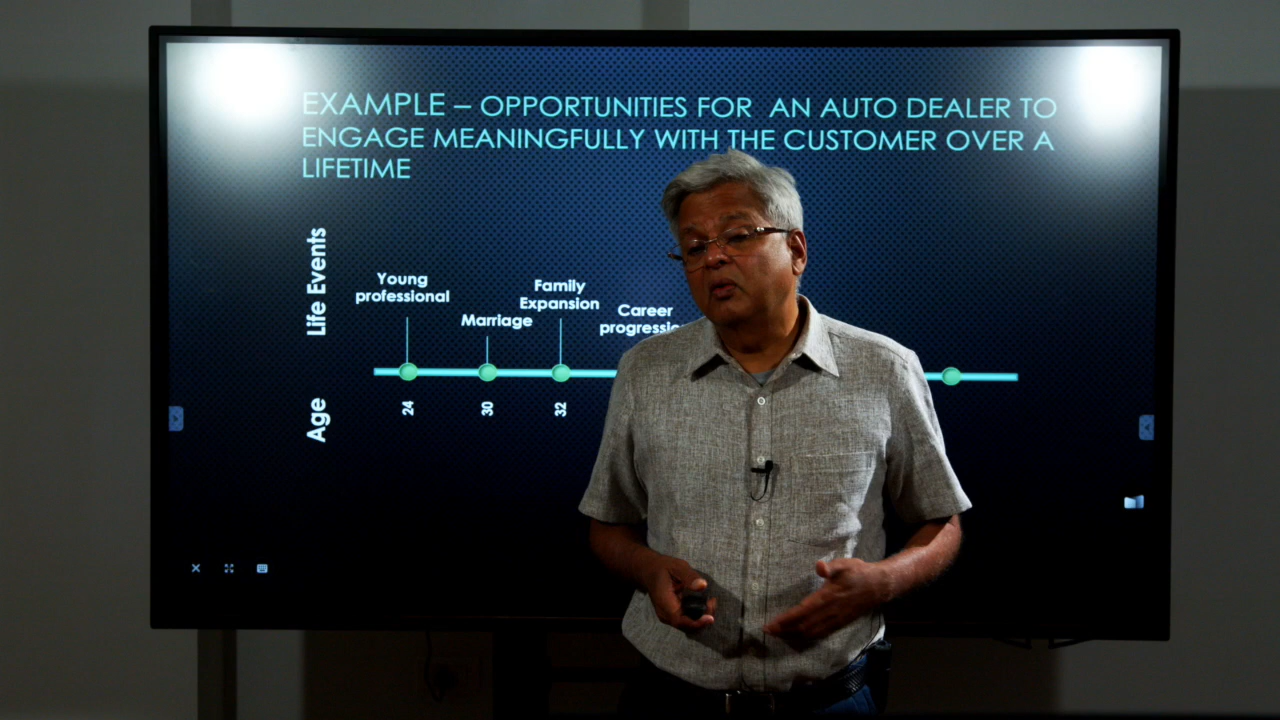 EXAMPLE – OPPORTUNITIES FOR AN AUTO DEALER TO
ENGAGE MEANINGFULLY WITH THE CUSTOMER OVER A
LIFETIME
Life Events
Young
professional
Marriage
Family
Expansion
Career
Age
24
30
32